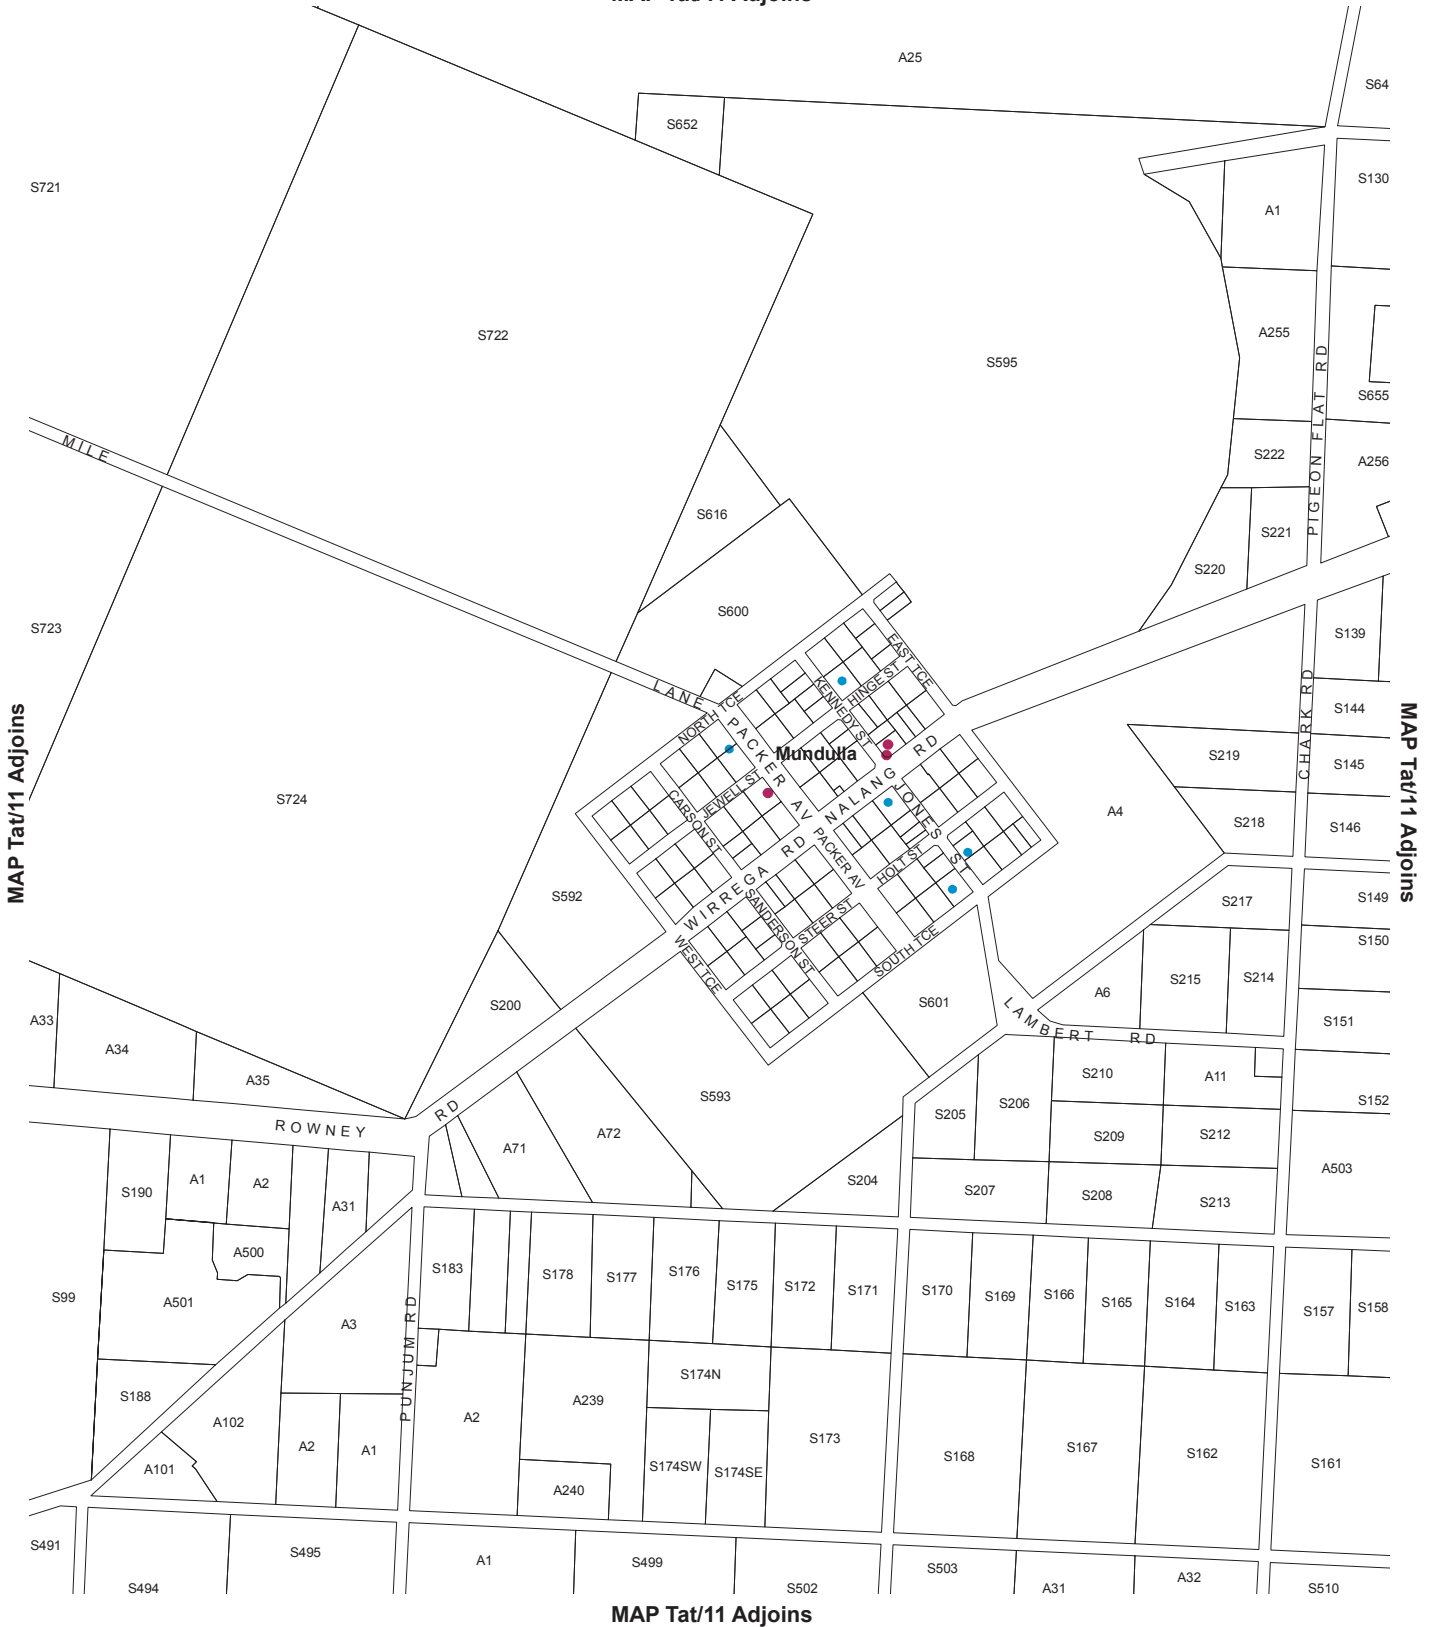 MAP Tat/11 Adjoins
A25
S64
S652
S721
S130
A1
S722
A255
S595
PIGEON FLAT RD
S655
MILE
S222
A256
S616
S221
S220
S600
S723
S139
EAST TCE
HINGE ST
KENNEDY ST
LANE
NORTH TCE
CHARK RD
S144
MAP Tat/11 Adjoins
MAP Tat/11 Adjoins
PACKER AV
Mundulla
S219
S145
NALANG RD
JEWELL ST
CARSON ST
S724
JONES ST
A4
S218
S146
PACKER AV
HOLT ST
WIRREGA RD
S592
SANDERSON ST
STEER ST
S217
S149
WEST TCE
SOUTH TCE
S150
S200
S601
A6
S215
S214
A33
A34
LAMBERT RD
S151
A35
S210
A11
S593
S205
S206
S152
ROWNEY RD
A72
A71
S209
S212
A503
S190
A1
A2
A31
S204
S207
S208
S213
A500
S183
S178
S177
S176
S175
S172
S171
S170
S169
S166
S165
S164
S163
S157
S158
S99
A501
A3
PUNJUM RD
S174N
S188
A239
A102
A2
A2
A1
S173
S168
S167
S162
S161
A101
S174SW
S174SE
A240
S491
S495
A1
S499
S503
A32
S510
S494
S502
A31
MAP Tat/11 Adjoins